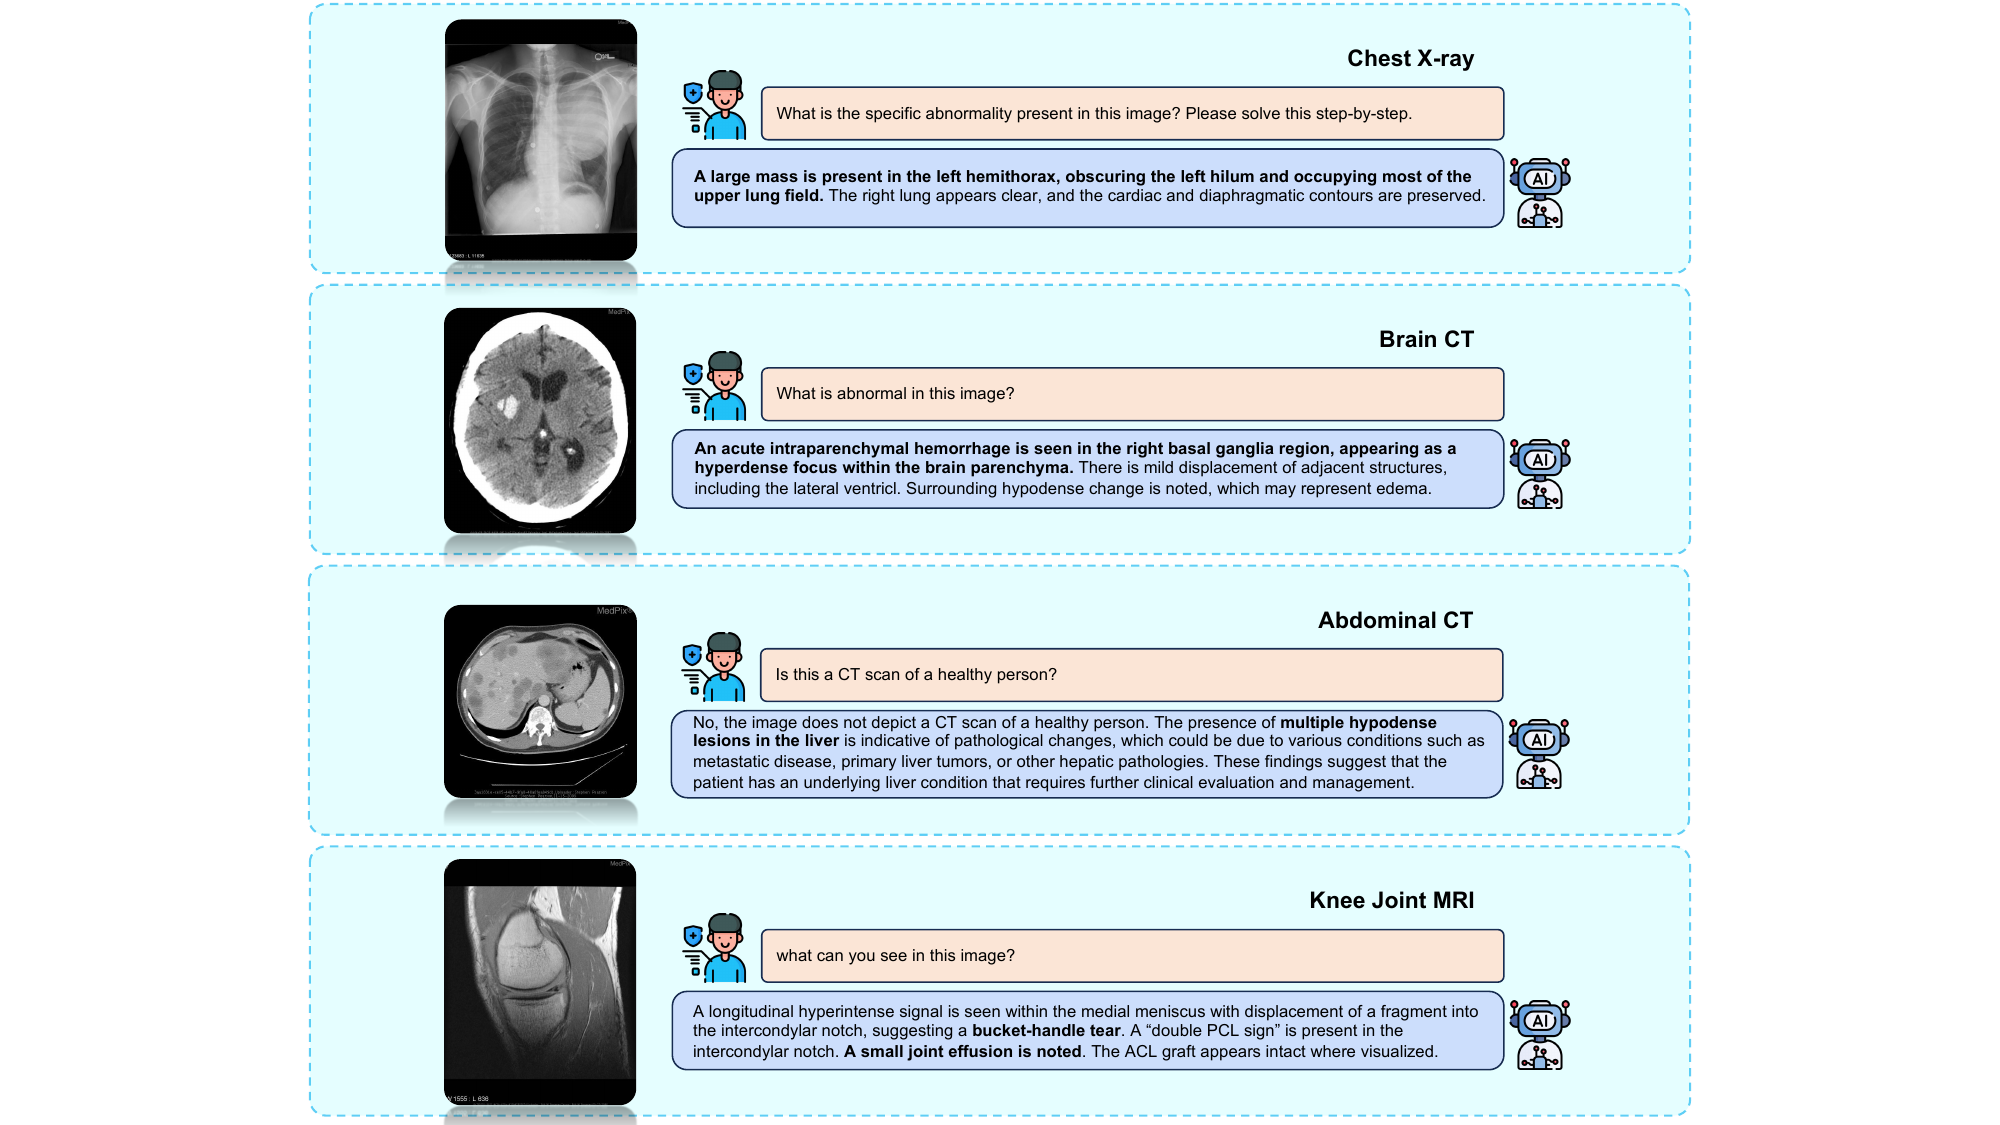 Chest X-ray
What is the specific abnormality present in this image? Please solve this step-by-step.
A large mass is present in the left hemithorax, obscuring the left hilum and occupying most of the
upper lung field. The right lung appears clear, and the cardiac and diaphragmatic contours are preserved.
AI
MedPix
Brain CT
What is abnormal in this image?
An acute intraparenchymal hemorrhage is seen in the right basal ganglia region, appearing as a
hyperdense focus within the brain parenchyma. There is mild displacement of adjacent structures,
including the lateral ventricl. Surrounding hypodense change is noted, which may represent edema.
AI
MedPix
Abdominal CT
Is this a CT scan of a healthy person?
No, the image does not depict a CT scan of a healthy person. The presence of multiple hypodense
lesions in the liver is indicative of pathological changes, which could be due to various conditions such as
metastatic disease, primary liver tumors, or other hepatic pathologies. These findings suggest that the
patient has an underlying liver condition that requires further clinical evaluation and management.
AI
MedPix
Knee Joint MRI
what can you see in this image?
A longitudinal hyperintense signal is seen within the medial meniscus with displacement of a fragment into
the intercondylar notch, suggesting a bucket-handle tear. A “double PCL sign” is present in the
intercondylar notch. A small joint effusion is noted. The ACL graft appears intact where visualized.
AI
W 1555 : L 636